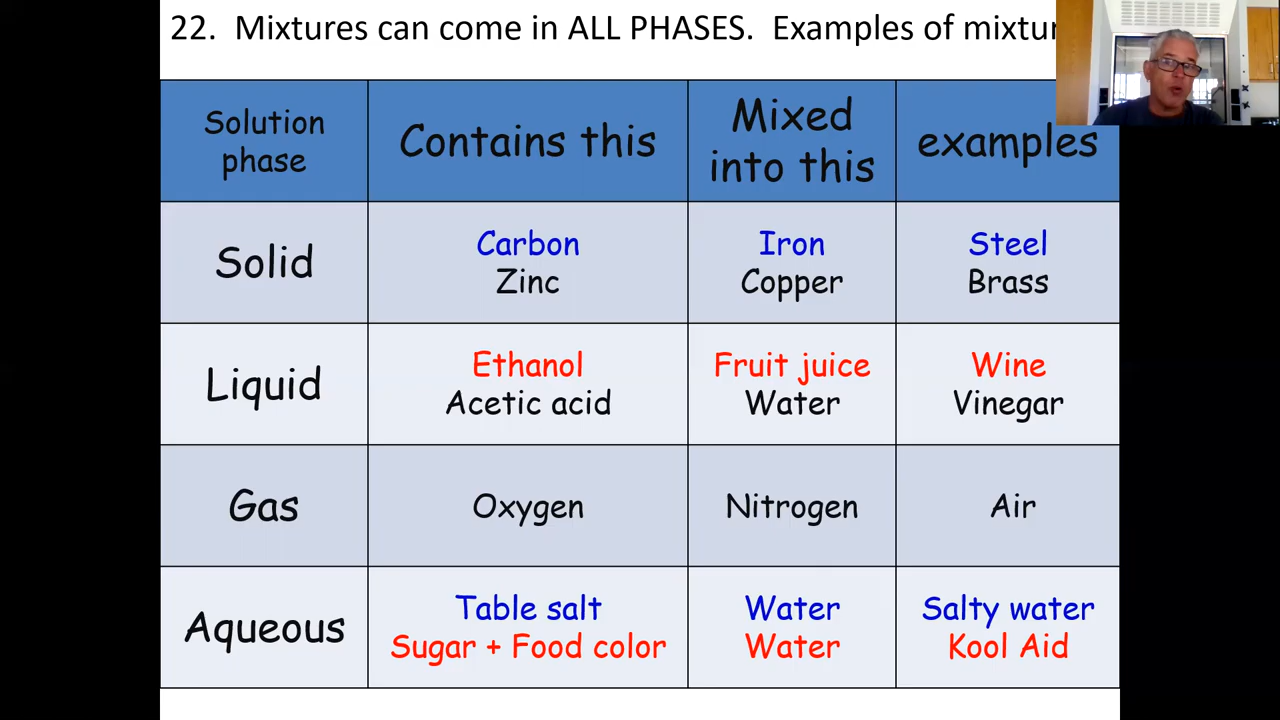 22. Mixtures can come in ALL PHASES. Examples of
Solution phase
Contains this
Mixed into this
examples
Solid
Carbon
Zinc
Iron
Copper
Steel
Brass
Liquid
Ethanol
Acetic acid
Fruit juice
Water
Wine
Vinegar
Gas
Oxygen
Nitrogen
Air
Aqueous
Table salt
Sugar + Food color
Water
Water
Salty water
Kool Aid